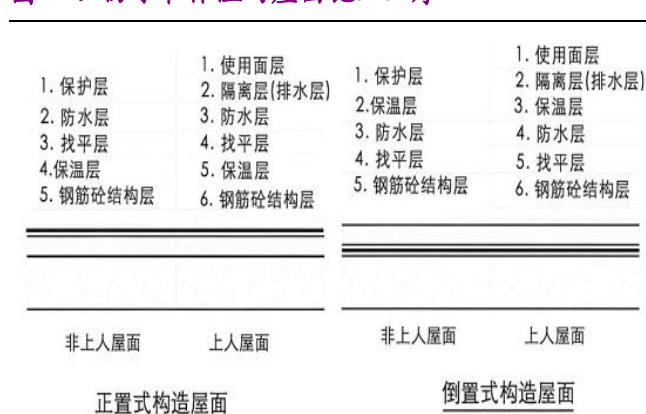 1. 保护层
2. 防水层
3. 找平层
4.保温层
5. 钢筋砼结构层
1. 使用面层
2. 隔离层(排水层)
3. 防水层
4. 找平层
5. 保温层
6. 钢筋砼结构层
1. 保护层
2.保温层
3. 防水层
4. 找平层
5. 钢筋砼结构层
1. 使用面层
2. 隔离层(排水层)
3. 保温层
4. 防水层
5. 找平层
6. 钢筋砼结构层
非上人屋面
上人屋面
非上人屋面
上人屋面
正置式构造屋面
倒置式构造屋面